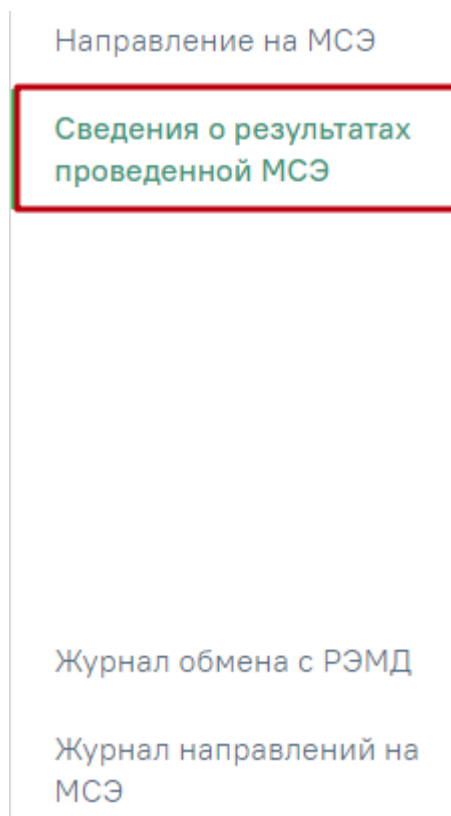 Направление на МСЭ
Сведения о результатах
проведенной МСЭ
Журнал обмена с РЭМД
Журнал направлений на
МСЭ